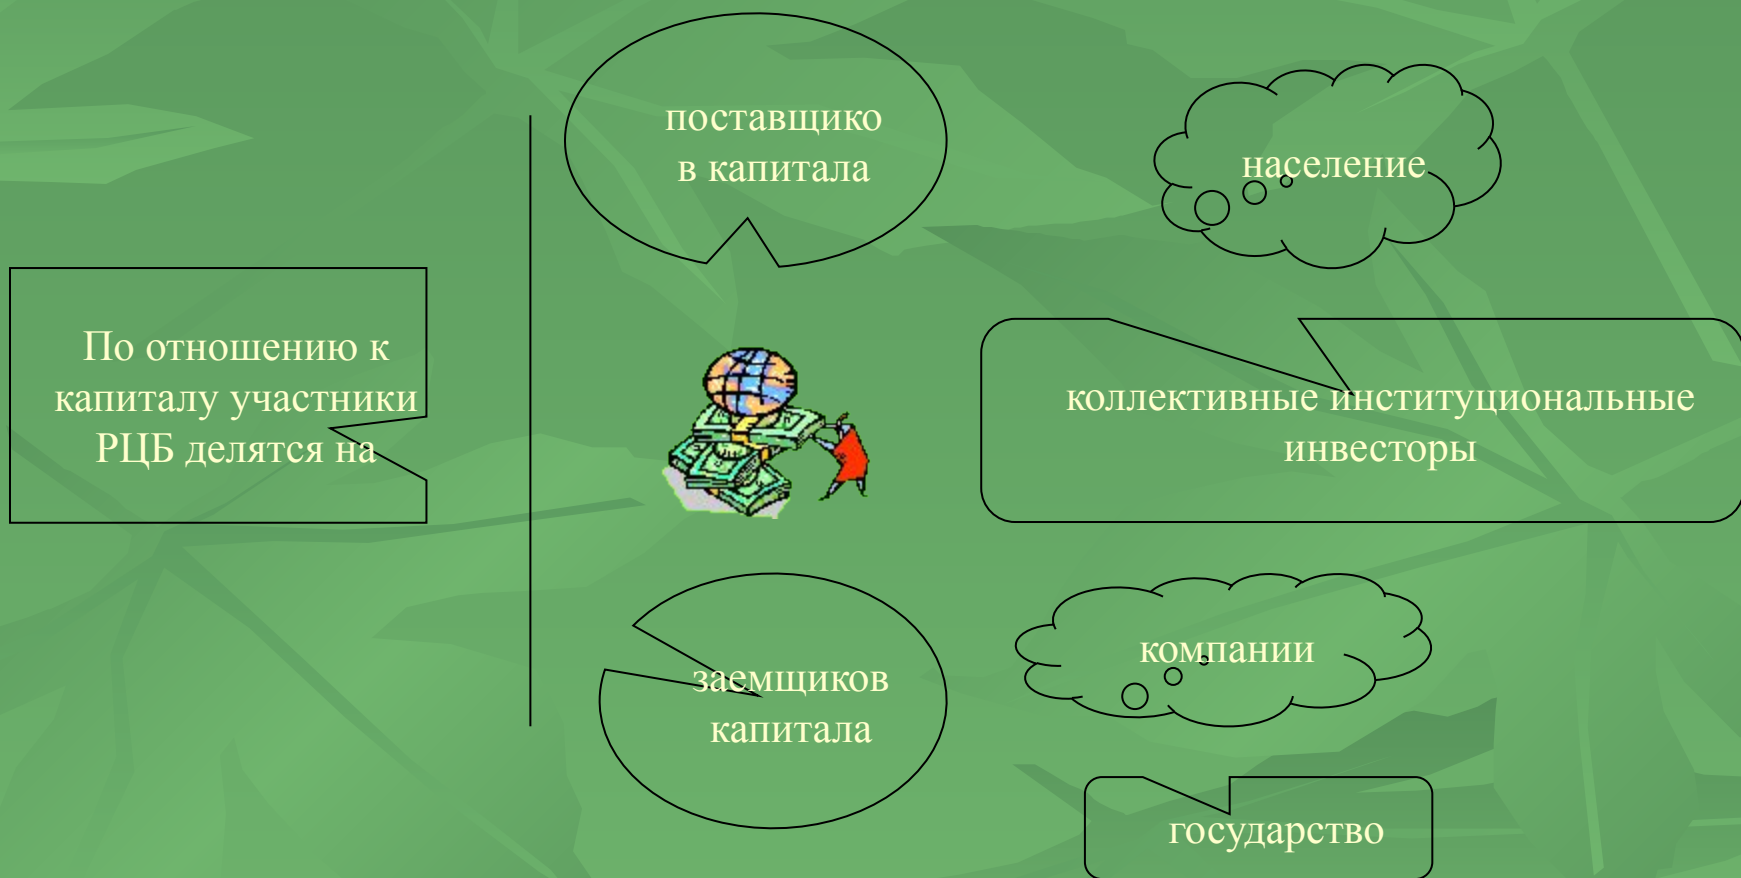 По отношению к
капиталу участники
РЦБ делятся на
поставщико
в капитала
население
коллективные институциональные
инвесторы
заемщиков
капитала
компании
государство